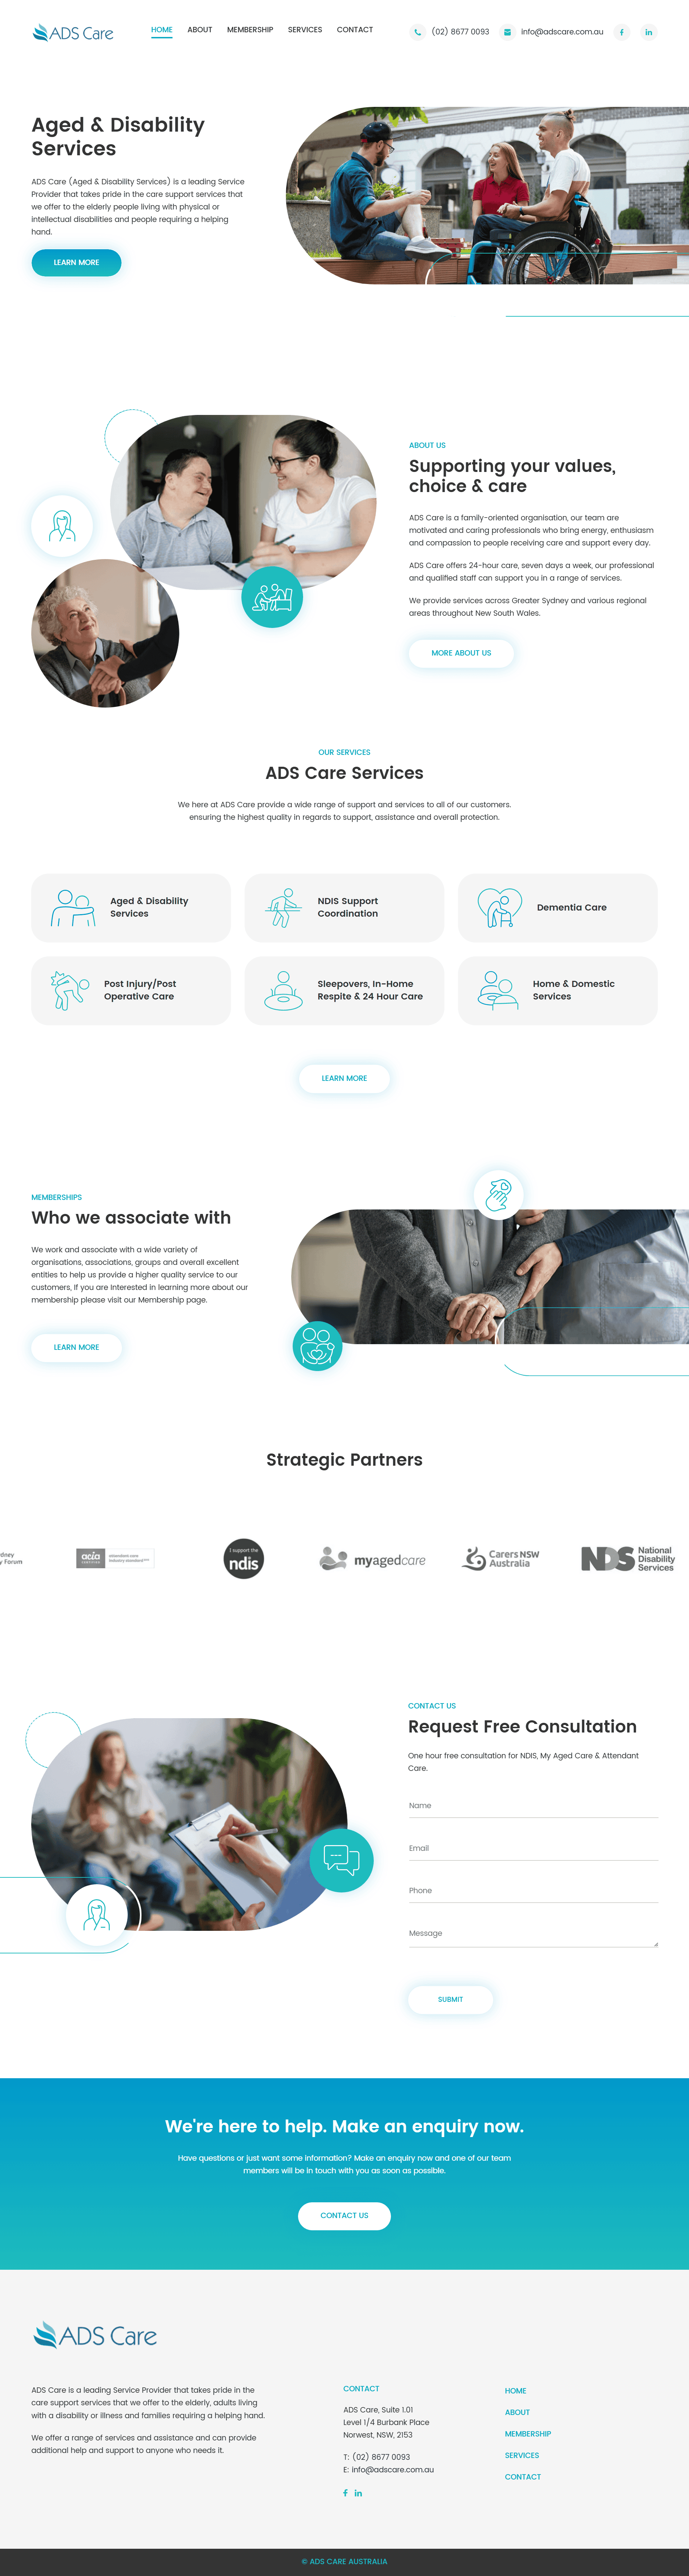 ADS Care
HOME
ABOUT
MEMBERSHIP
SERVICES
CONTACT
(02) 8677 0093
info@adscare.com.au
Aged & Disability
Services
ADS Care (Aged & Disability Services) is a leading Service
Provider that takes pride in the care support services that
we offer to the elderly people living with physical or
intellectual disabilities and people requiring a helping
hand.
LEARN MORE
ABOUT US
Supporting your values,
choice & care
ADS Care is a family-oriented organisation, our team are
motivated and caring professionals who bring energy, enthusiasm
and compassion to people receiving care and support every day.
ADS Care offers 24-hour care, seven days a week, our professional
and qualified staff can support you in a range of services.
We provide services across Greater Sydney and various regional
areas throughout New South Wales.
MORE ABOUT US
OUR SERVICES
ADS Care Services
We here at ADS Care provide a wide range of support and services to all of our customers.
ensuring the highest quality in regards to support, assistance and overall protection.
Aged & Disability
Services
NDIS Support
Coordination
Dementia Care
Post Injury/Post
Operative Care
Sleepovers, In-Home
Respite & 24 Hour Care
Home & Domestic
Services
LEARN MORE
MEMBERSHIPS
Who we associate with
We work and associate with a wide variety of
organisations, associations, groups and overall excellent
entities to help us provide a higher quality service to our
customers, If you are Interested in learning more about our
membership please visit our Membership page.
LEARN MORE
Strategic Partners
dney
y Forum
acia
attendant care
industry standard
I support the
ndis
myagedcare
Carers NSW
Australia
NDS
National
Disability
Services
CONTACT US
Request Free Consultation
One hour free consultation for NDIS, My Aged Care & Attendant
Care.
Name
Email
Phone
Message
SUBMIT
We're here to help. Make an enquiry now.
Have questions or just want some information? Make an enquiry now and one of our team
members will be in touch with you as soon as possible.
CONTACT US
ADS Care
ADS Care is a leading Service Provider that takes pride in the
care support services that we offer to the elderly, adults living
with a disability or illness and families requiring a helping hand.
We offer a range of services and assistance and can provide
additional help and support to anyone who needs it.
CONTACT
ADS Care, Suite 1.01
Level 1/4 Burbank Place
Norwest, NSW, 2153
T: (02) 8677 0093
E: info@adscare.com.au
HOME
ABOUT
MEMBERSHIP
SERVICES
CONTACT
© ADS CARE AUSTRALIA